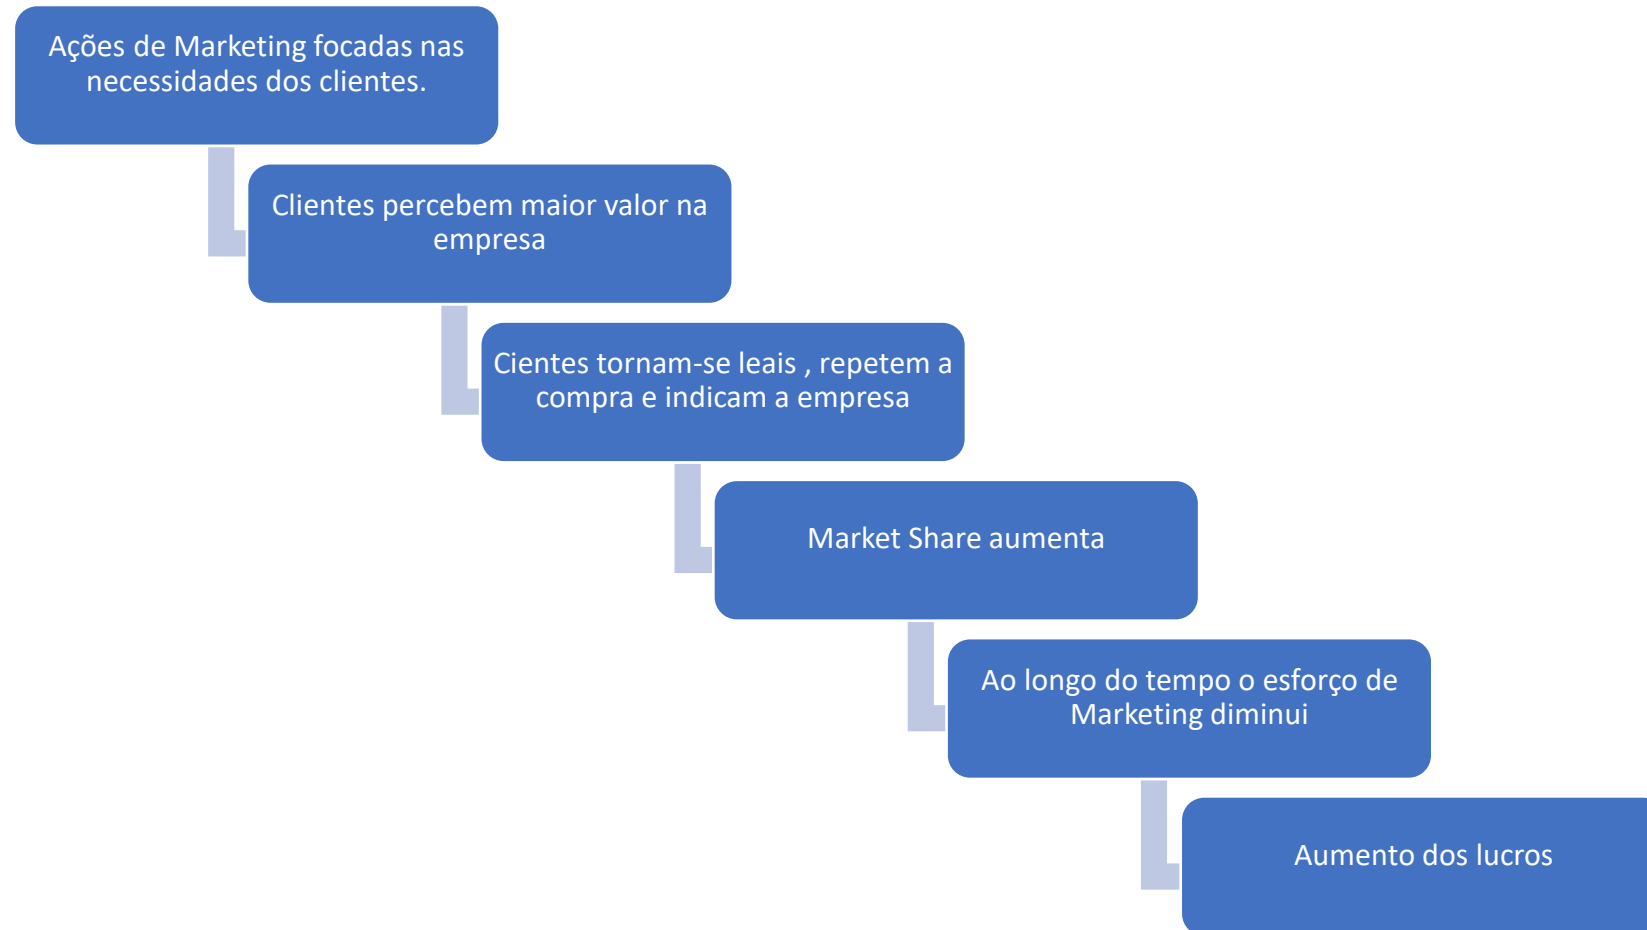 Ações de Marketing focadas nas
necessidades dos clientes.
Clientes percebem maior valor na
empresa
Cientes tornam-se leais , repetem a
compra e indicam a empresa
Market Share aumenta
Ao longo do tempo o esforço de
Marketing diminui
Aumento dos lucros